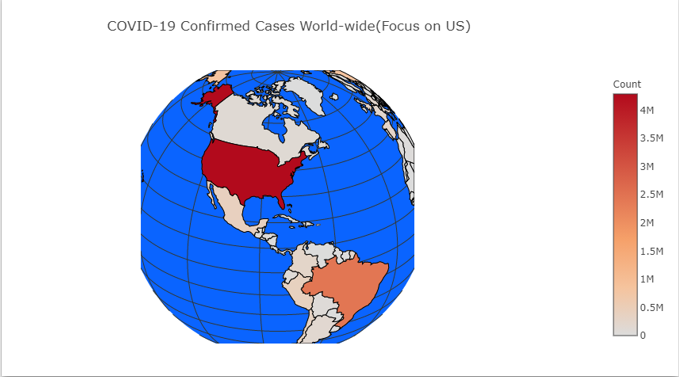 COVID-19 Confirmed Cases World-wide(Focus on US)
Count
4M
3.5M
3M
2.5M
2M
1.5M
1M
0.5M
0